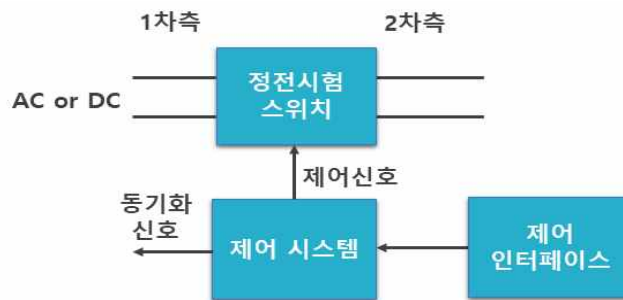 1차측
2차측
AC or DC
정전시험
스위치
제어신호
동기화
신호
제어 시스템
제어
인터페이스